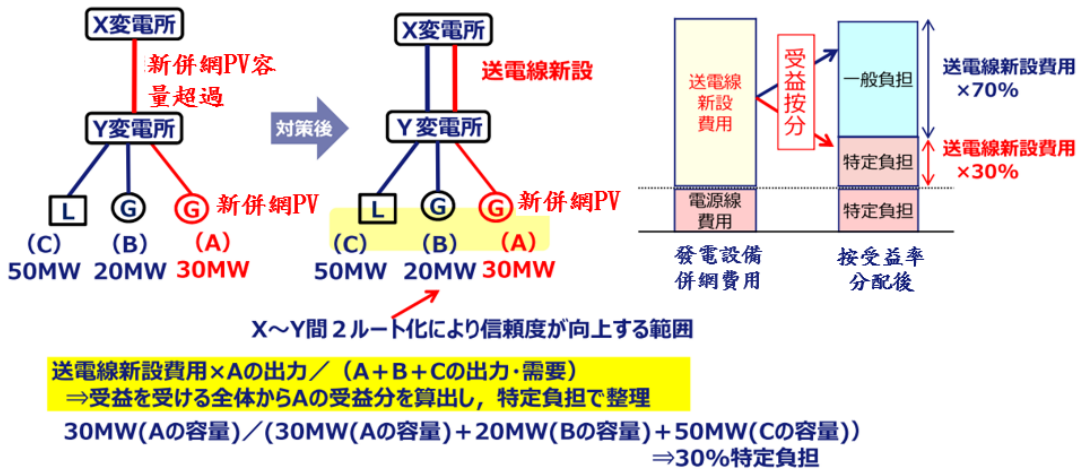 X変電所
新併網PV容
量超過
Y変電所
L
G
G
新併網PV
(C)
(B)
(A)
50MW
20MW
30MW
対策後
X変電所
送電線新設
Y変電所
L
G
G
新併網PV
(C)
(B)
(A)
50MW
20MW
30MW
X～Y間2ルート化により信頼度が向上する範囲
送電線
新設
費用
電源線
費用
受益按分
一般負担
特定負担
特定負担
送電線新設費用
×70%
送電線新設費用
×30%
發電設備
併網費用
按受益率
分配後
送電線新設費用×Aの出力／（A＋B＋Cの出力・需要）
⇒受益を受ける全体からAの受益分を算出し，特定負担で整理
30MW(Aの容量)／(30MW(Aの容量)＋20MW(Bの容量)＋50MW(Cの容量))
⇒30%特定負担